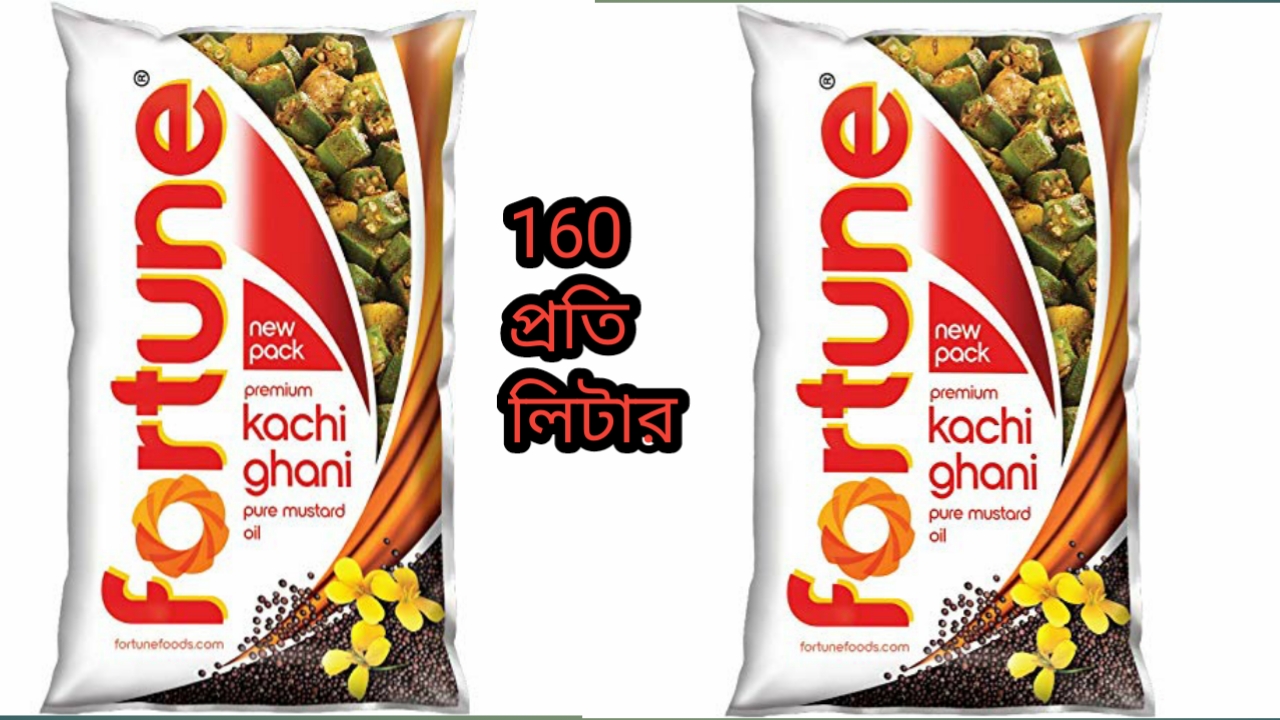 fortune®
new
pack
premium
kachi
ghani
pure mustard
oil
fortunefoods.com
160
প্রতি
লিটার
fortune®
new
pack
premium
kachi
ghani
pure mustard
oil
fortunefoods.com